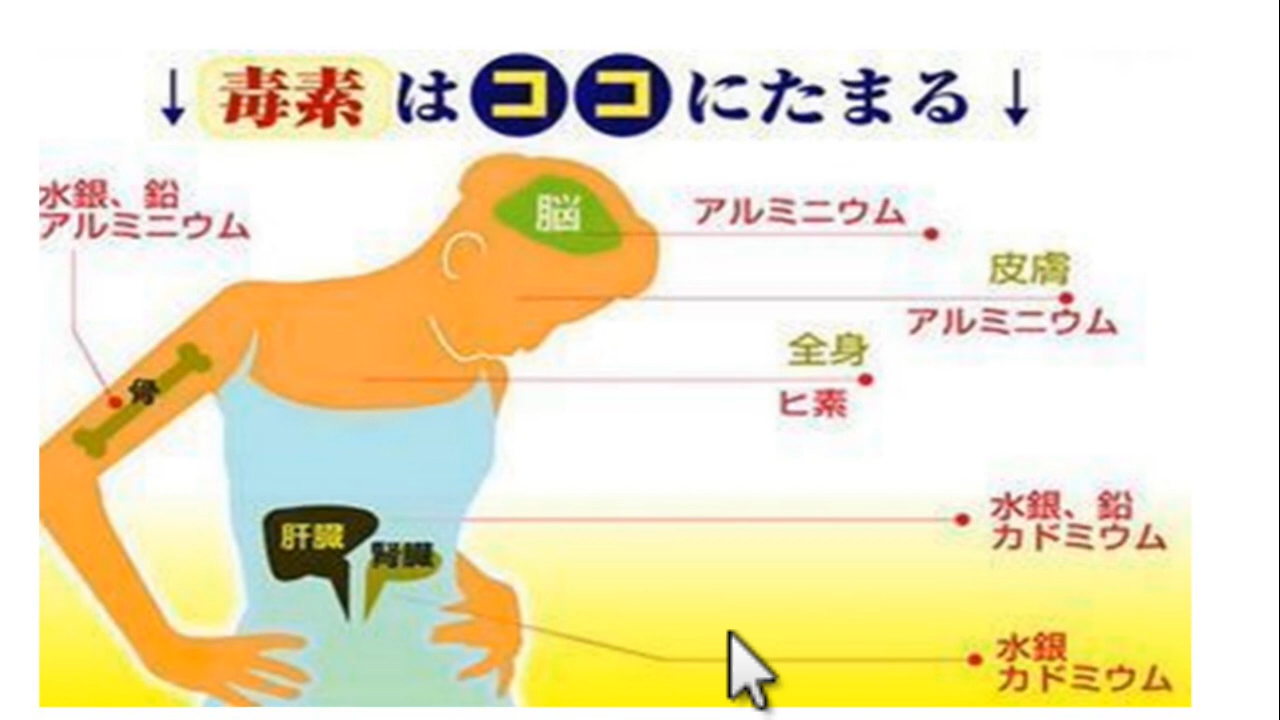 ↓毒素はココにたまる↓
水銀、鉛
アルミニウム
脳
アルミニウム
皮膚
アルミニウム
全身
ヒ素
骨
水銀、鉛
カドミウム
肝臓
腎臓
水銀
カドミウム